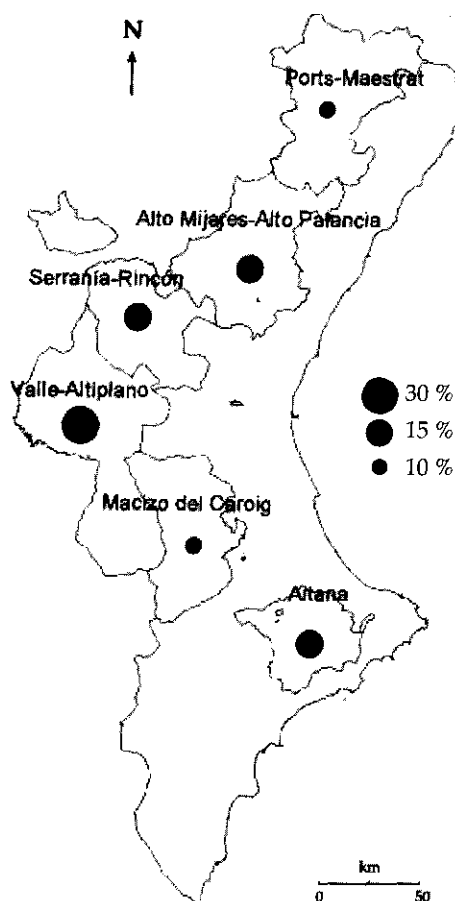 N
Ports-Maestrat
Alto Mijares-Alto Palancia
Serranía-Rincón
Valle-Altiplano
30 %
15 %
10 %
Macizo del Caroig
Aitana
km
0 50